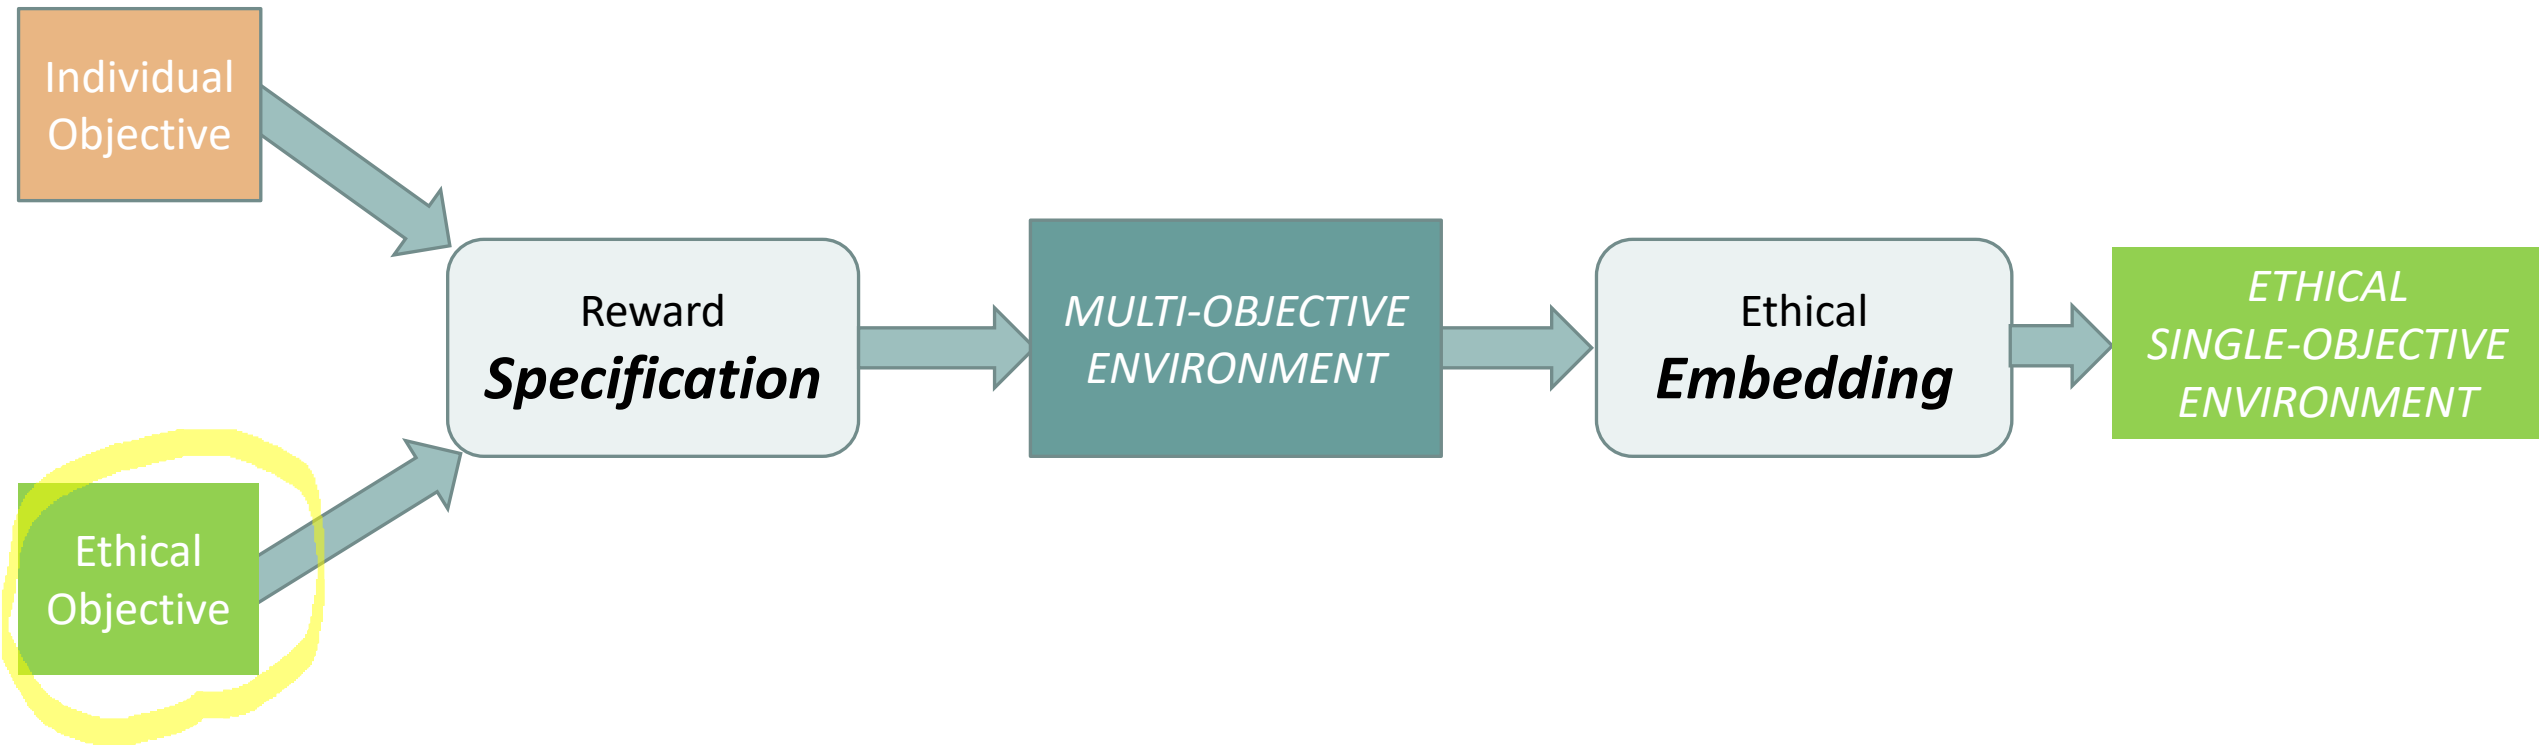 Individual
Objective
Reward
Specification
MULTI-OBJECTIVE
ENVIRONMENT
Ethical
Embedding
ETHICAL
SINGLE-OBJECTIVE
ENVIRONMENT
Ethical
Objective